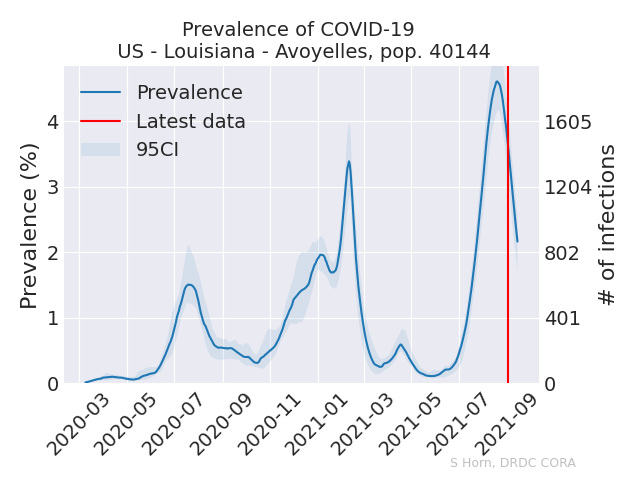 Prevalence of COVID-19
US - Louisiana - Avoyelles, pop. 40144
Prevalence
Latest data
95CI
Prevalence (%)
4
3
2
1
0
1605
1204
802
401
0
# of infections
2020-03
2020-05
2020-07
2020-09
2020-11
2021-01
2021-03
2021-05
2021-07
2021-09
S Horn, DRDC CORA